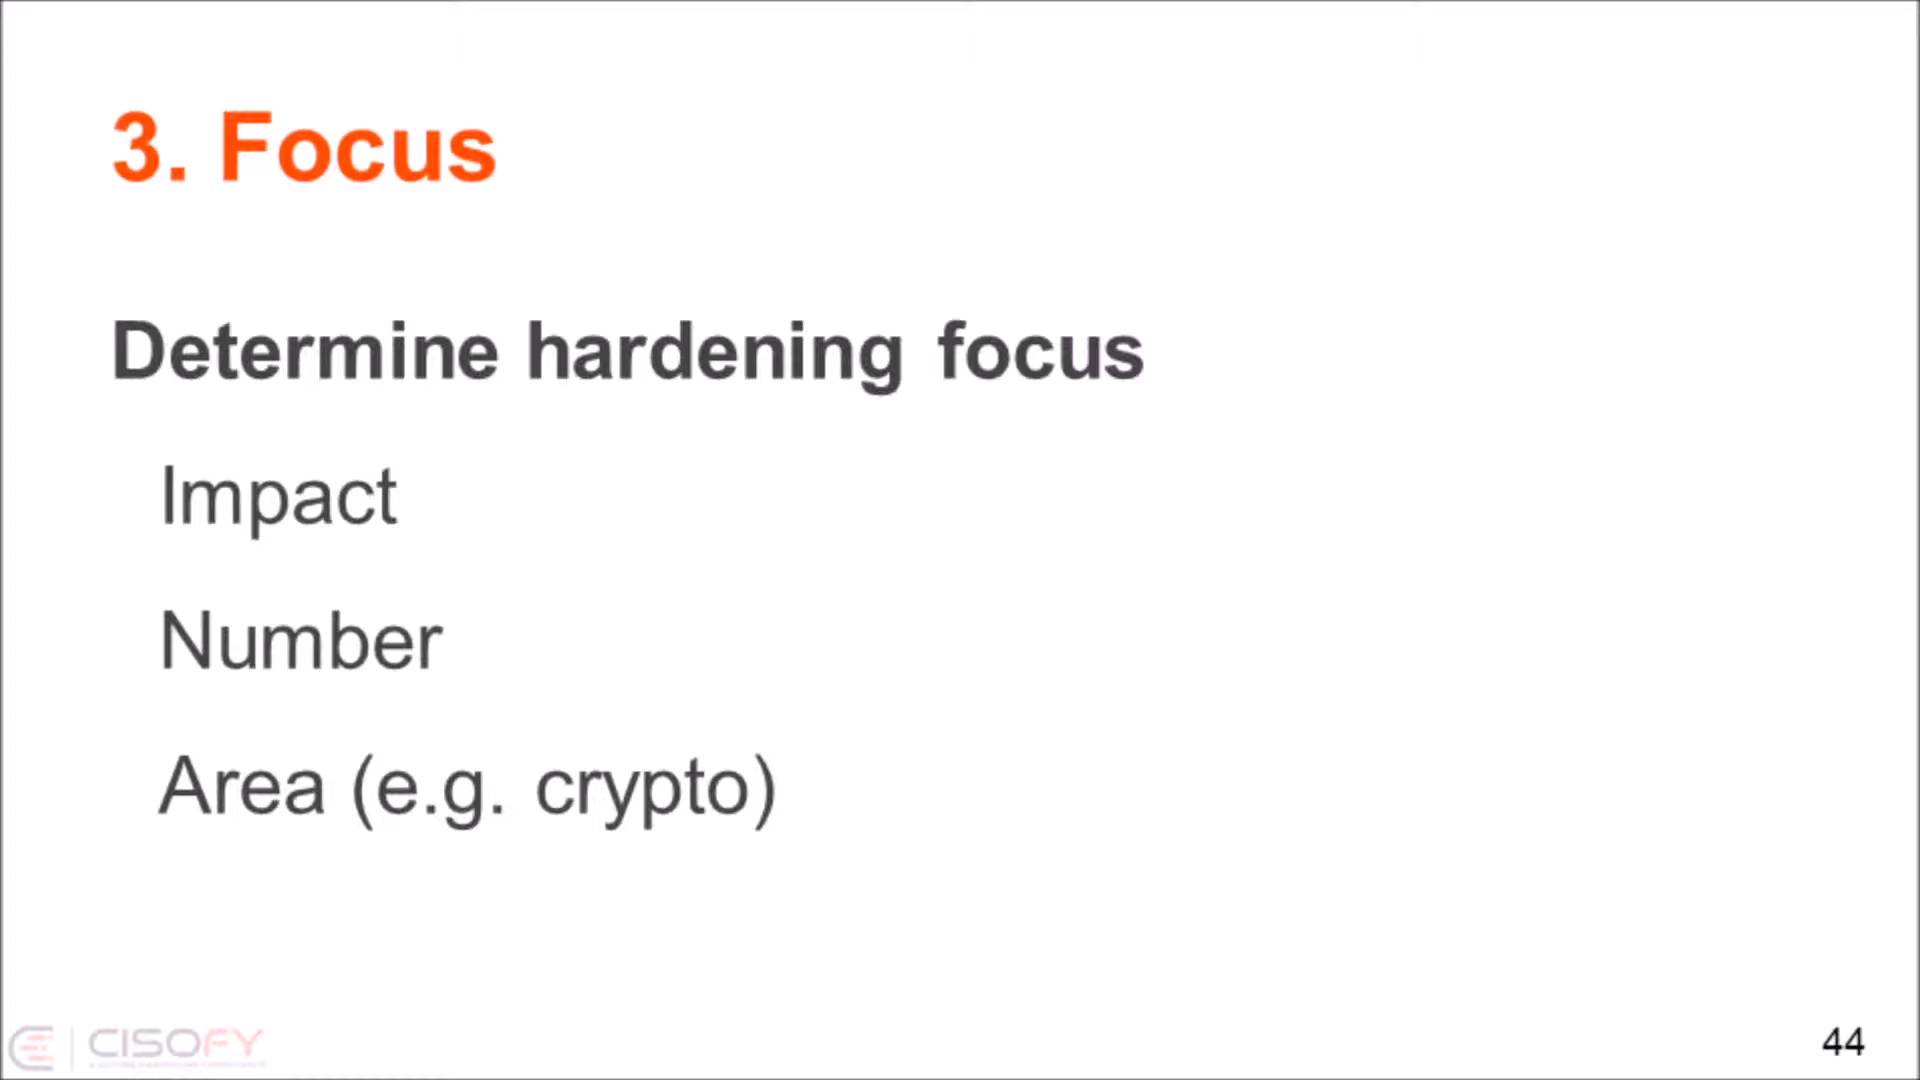 3. Focus
Determine hardening focus
Impact
Number
Area (e.g. crypto)
CISOFY
44